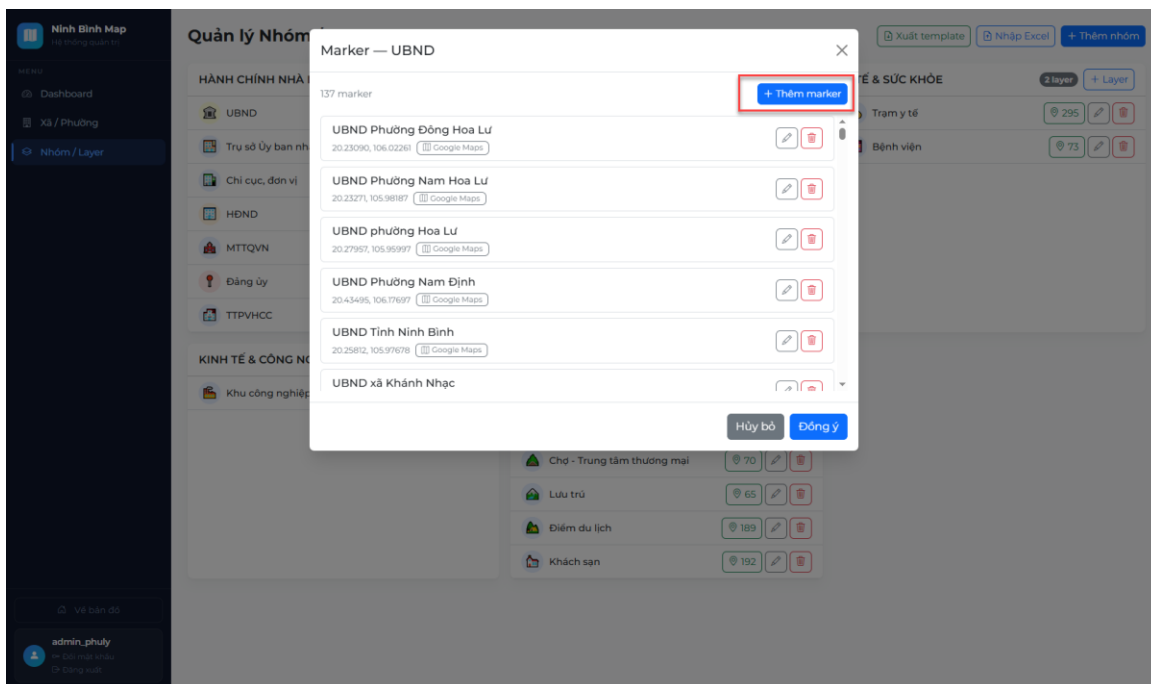 Ninh Bình Map
Hệ thống quản trị
MENU
Dashboard
Xã / Phường
Nhóm / Layer
Về bản đồ
admin_phuly
Đổi mật khẩu
Đăng xuất
Quản lý Nhóm
Xuất template
Nhập Excel
+ Thêm nhóm
HÀNH CHÍNH NHÀ
UBND
Trụ sở Ủy ban nh
Chi cục, đơn vị
HĐND
MTTQVN
Đảng ủy
TTPVHCC
KINH TẾ & CÔNG NG
Khu công nghiệp
Marker — UBND
137 marker
+ Thêm marker
UBND Phường Đông Hoa Lư
20.23090, 106.02261 Google Maps
UBND Phường Nam Hoa Lư
20.23271, 105.98187 Google Maps
UBND phường Hoa Lư
20.27957, 105.95997 Google Maps
UBND Phường Nam Định
20.43495, 106.17697 Google Maps
UBND Tỉnh Ninh Bình
20.25812, 105.97678 Google Maps
UBND xã Khánh Nhạc
Hủy bỏ
Đồng ý
Chợ - Trung tâm thương mại 70
Lưu trú 65
Điểm du lịch 189
Khách sạn 192
TẾ & SỨC KHỎE 2 layer + Layer
Trạm y tế 295
Bệnh viện 73